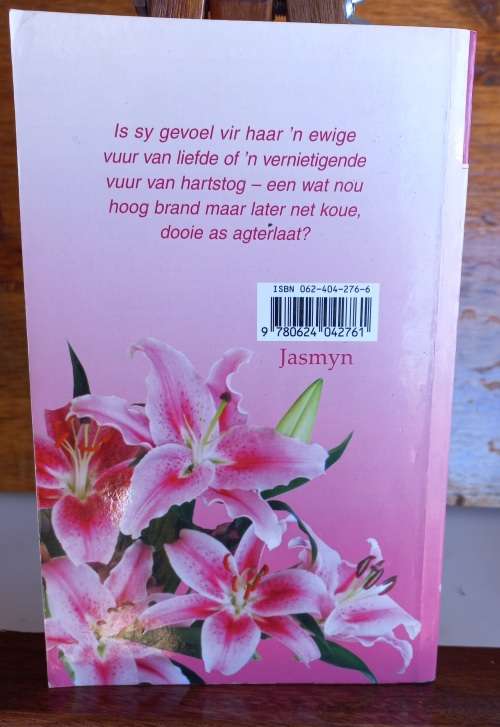 Is sy gevoel vir haar 'n ewige
vuur van liefde of 'n vernietigende
vuur van hartstog – een wat nou
hoog brand maar later net koue,
dooie as agterlaat?
ISBN 062-404-276-6
9 780624 042761
Jasmyn